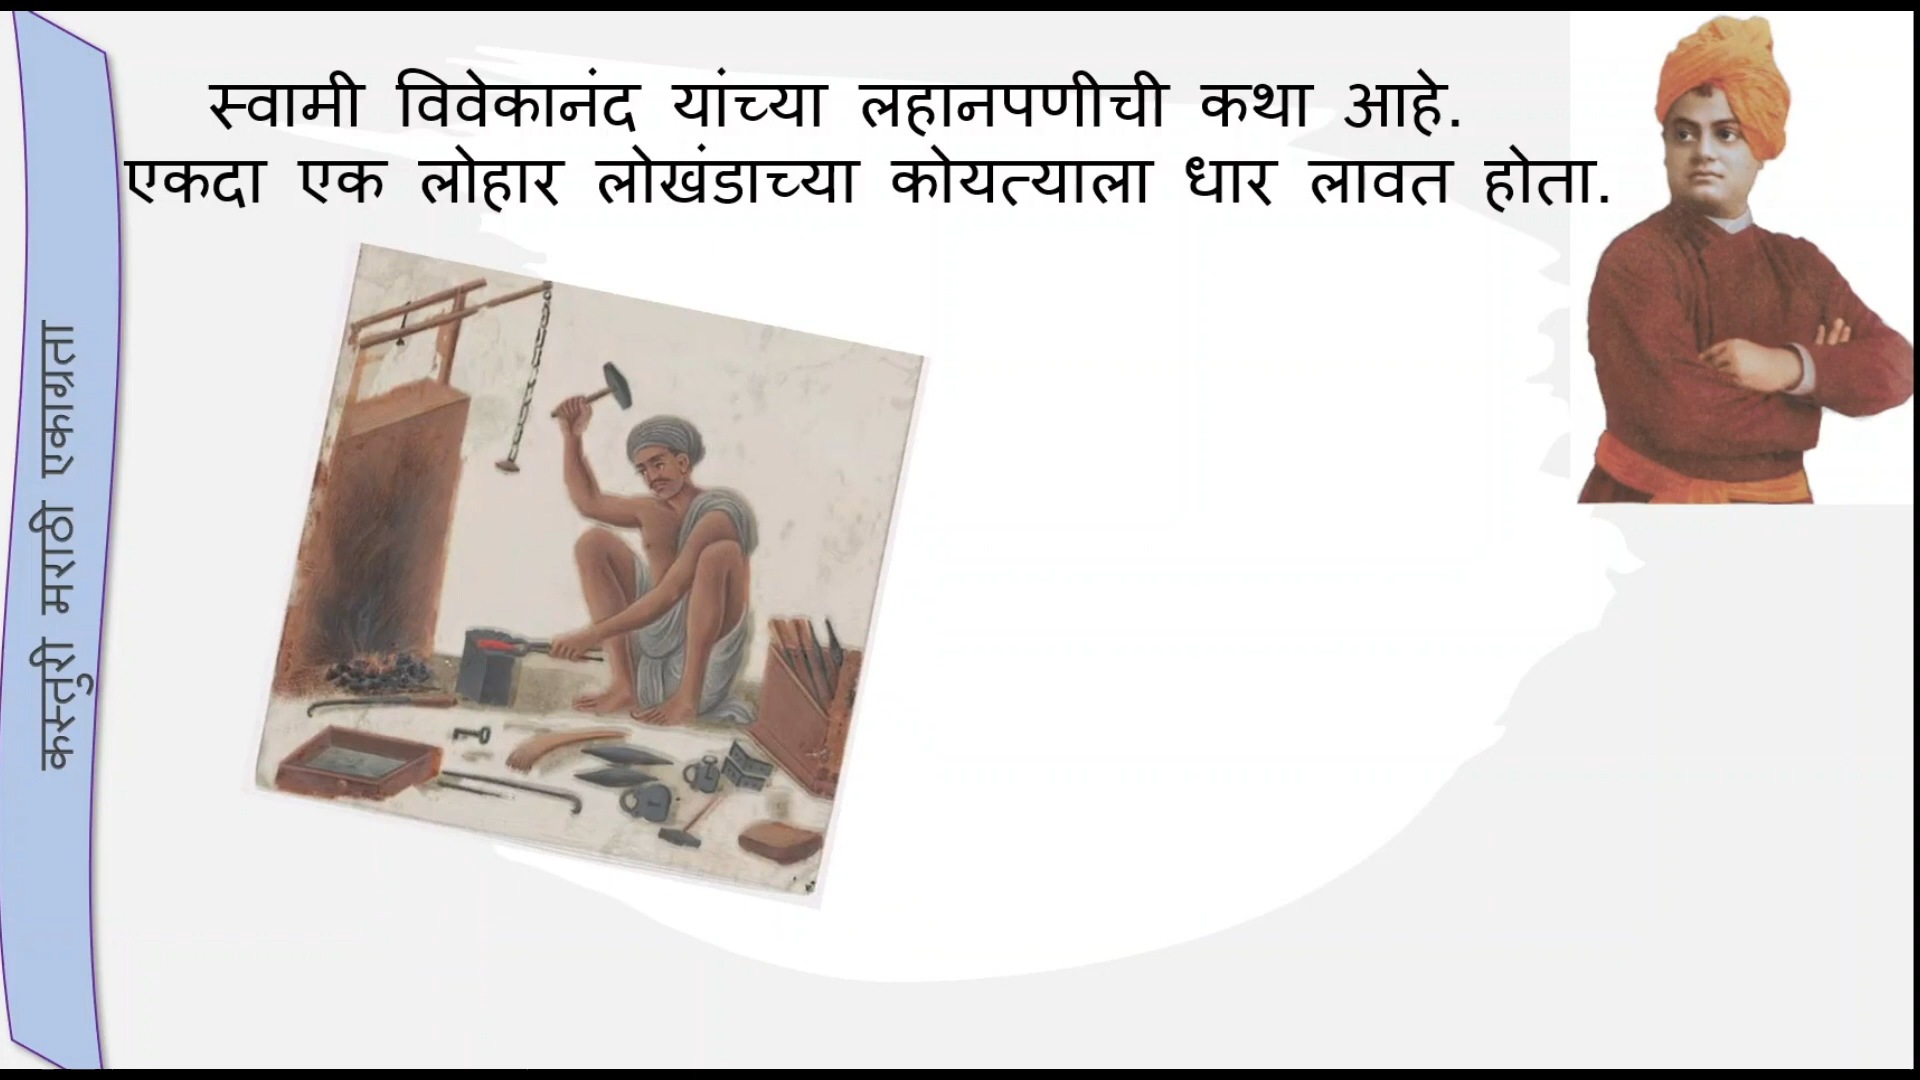 स्वामी विवेकानंद यांच्या लहानपणीची कथा आहे.
एकदा एक लोहार लोखंडाच्या कोयत्याला धार लावत होता.
कस्तुरी मराठी एकाग्रता